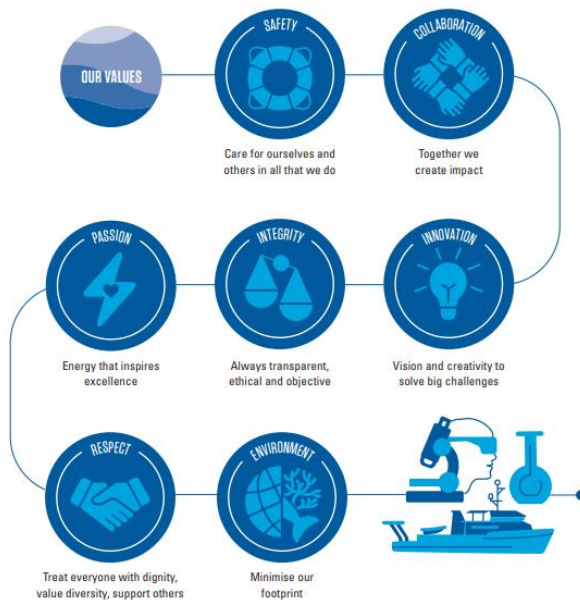 OUR VALUES
SAFETY
Care for ourselves and
others in all that we do
COLLABORATION
Together we
create impact
INNOVATION
Vision and creativity to
solve big challenges
INTEGRITY
Always transparent,
ethical and objective
PASSION
Energy that inspires
excellence
RESPECT
Treat everyone with dignity,
value diversity, support others
ENVIRONMENT
Minimise our
footprint